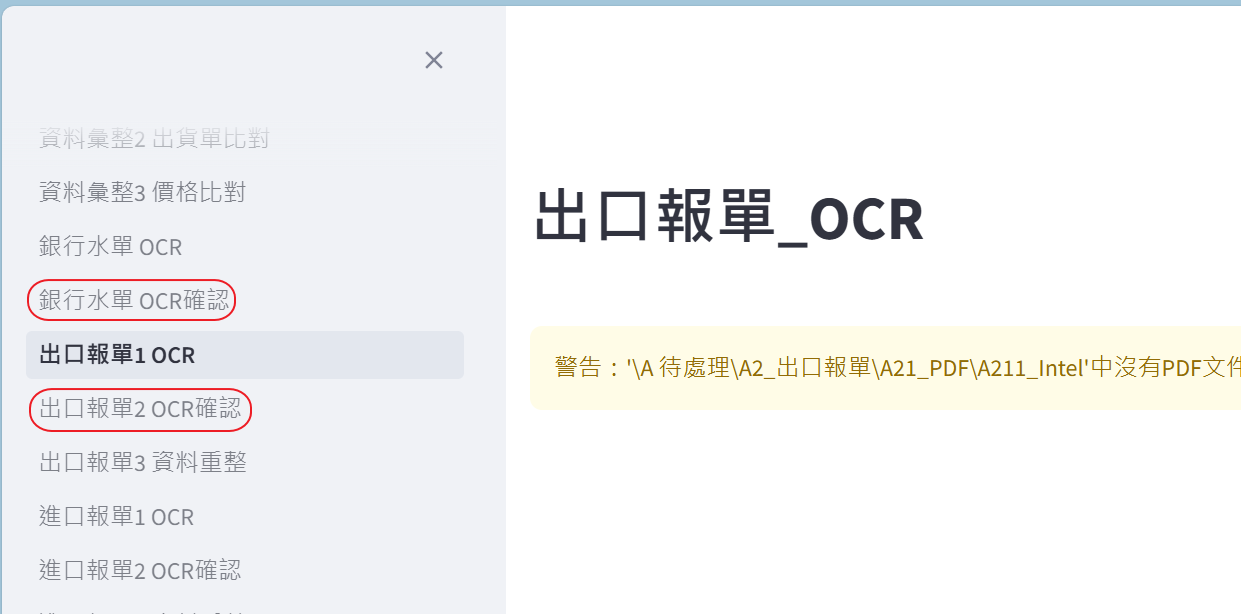 資料彙整2 出貨單比對
資料彙整3 價格比對
銀行水單 OCR
銀行水單 OCR確認
出口報單1 OCR
出口報單2 OCR確認
出口報單3 資料重整
進口報單1 OCR
進口報單2 OCR確認
出口報單_OCR
警告：'\A 待處理\A2_出口報單\A21_PDF\A211_Intel'中沒有PDF文件